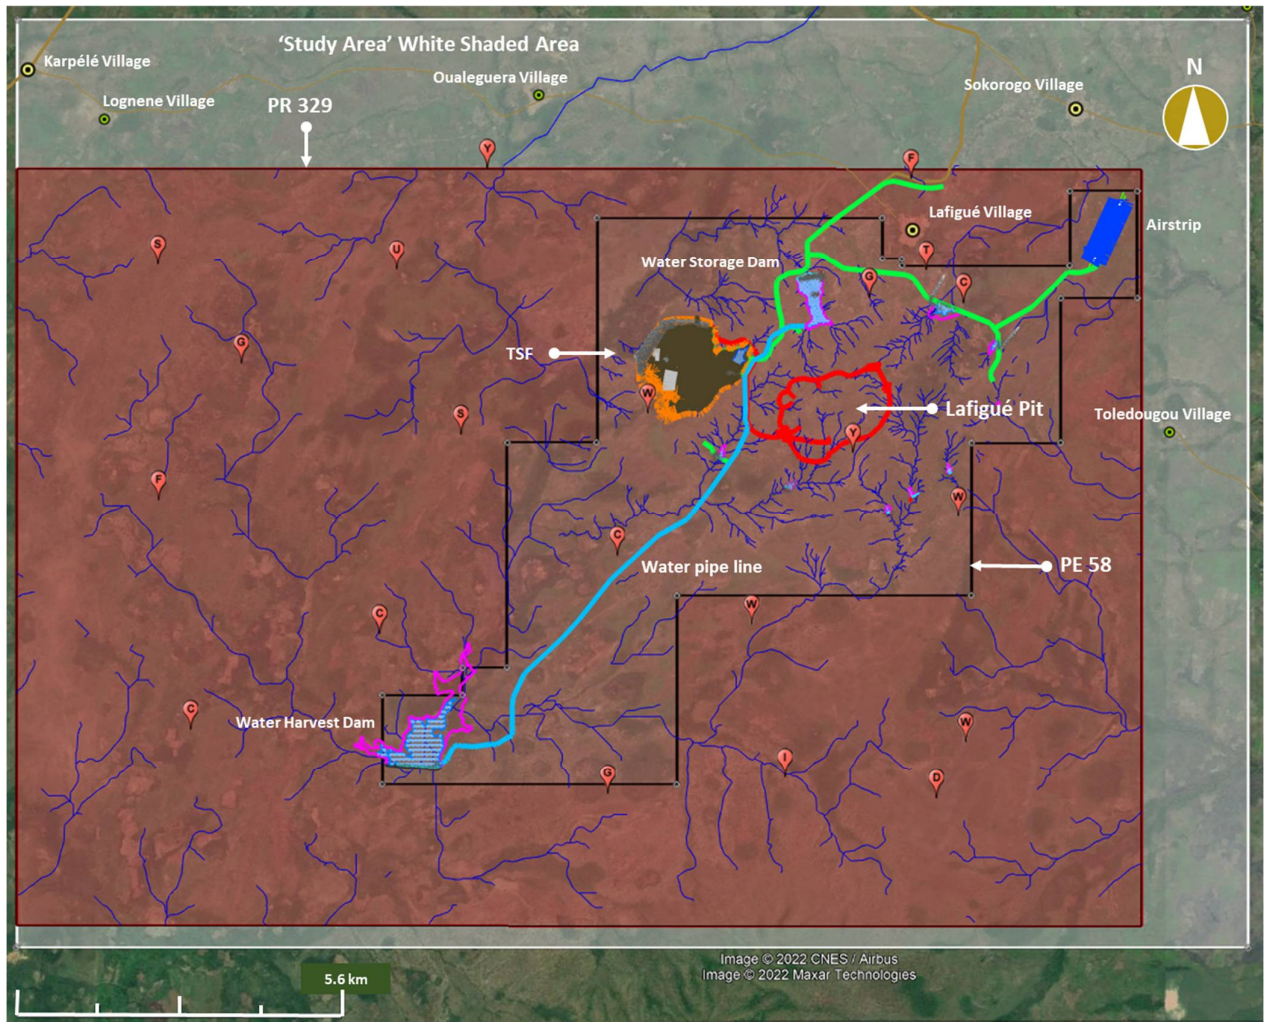 'Study Area' White Shaded Area
Karpélé Village
Oualeguera Village
N
Sokorogo Village
Lognene Village
PR 329
Y
F
Lafigué Village
Airstrip
S
U
T
Water Storage Dam
G
C
G
TSF
W
Lafigué Pit
S
Toledougou Village
Y
F
W
C
Water pipe line
PE 58
C
W
C
Water Harvest Dam
W
G
I
D
Image © 2022 CNES / Airbus
Image © 2022 Maxar Technologies
5.6 km